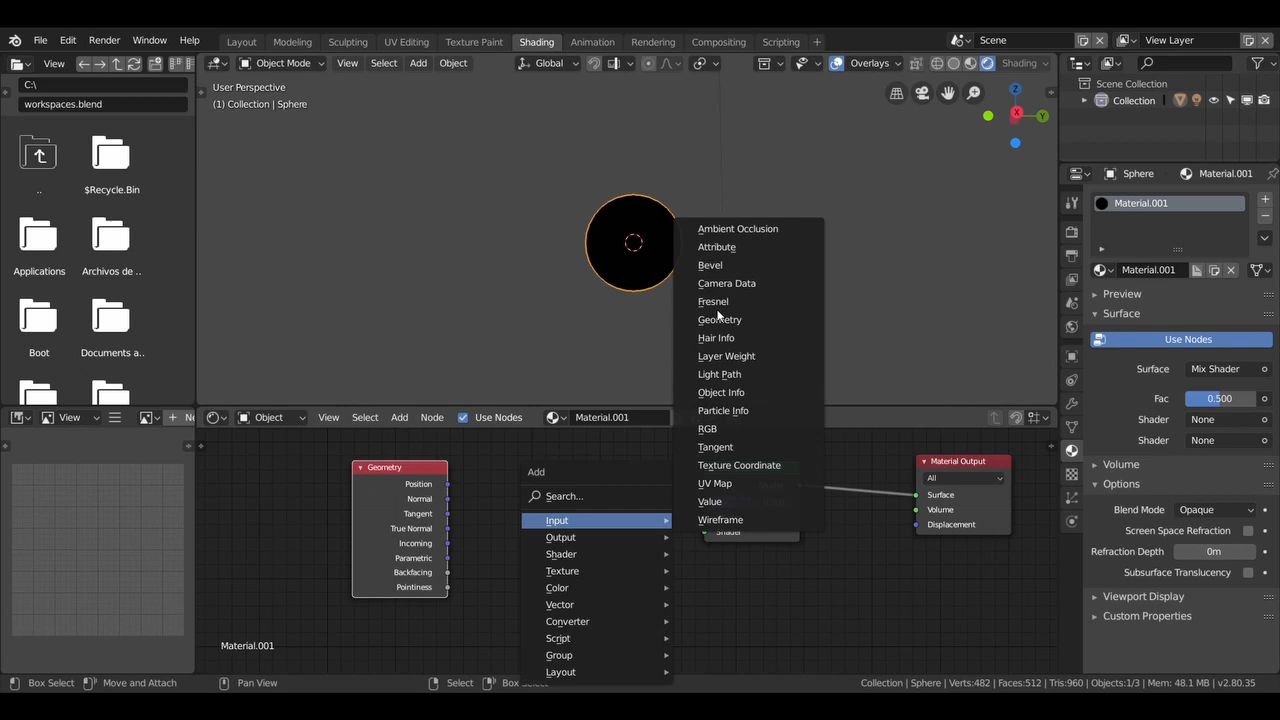 File Edit Render Window Help Layout Modeling Sculpting UV Editing Texture Paint Shading Animation Rendering Compositing Scripting + Scene View Layer
View Object Mode View Select Add Object Global Overlays Shading
C:\
workspaces.blend
..
$Recycle.Bin
Applications
Archivos de ..
Boot
Documents a..
User Perspective
(1) Collection | Sphere
Z
X
Y
Scene Collection
Collection
Sphere
Material.001
Material.001
Material.001
Preview
Surface
Use Nodes
Surface Mix Shader
Fac 0.500
Shader None
Shader None
Volume
Options
Blend Mode Opaque
Screen Space Refraction
Refraction Depth 0m
Subsurface Translucency
Viewport Display
Custom Properties
Ambient Occlusion
Attribute
Bevel
Camera Data
Fresnel
Geometry
Hair Info
Layer Weight
Light Path
Object Info
Particle Info
RGB
Tangent
Texture Coordinate
UV Map
Value
Wireframe
View + Ne
Object View Select Add Node Use Nodes Material.001
Geometry
Position
Normal
Tangent
True Normal
Incoming
Parametric
Backfacing
Pointiness
Add
Search...
Input
Output
Shader
Texture
Color
Vector
Converter
Script
Group
Layout
Shader
Material Output
All
Surface
Volume
Displacement
Material.001
Box Select Move and Attach Pan View Select Box Selec
Collection | Sphere | Verts:482 | Faces:512 | Tris:960 | Objects:1/3 | Mem: 48.1 MB | v2.80.35